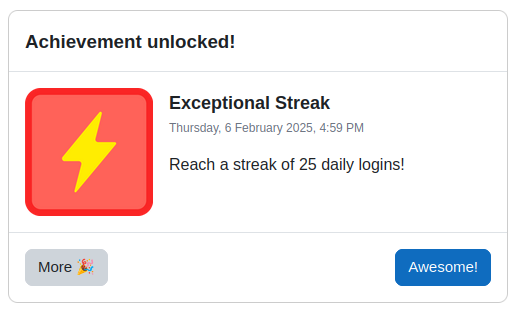 Achievement unlocked!
Exceptional Streak
Thursday, 6 February 2025, 4:59 PM
Reach a streak of 25 daily logins!
More 🎉
Awesome!